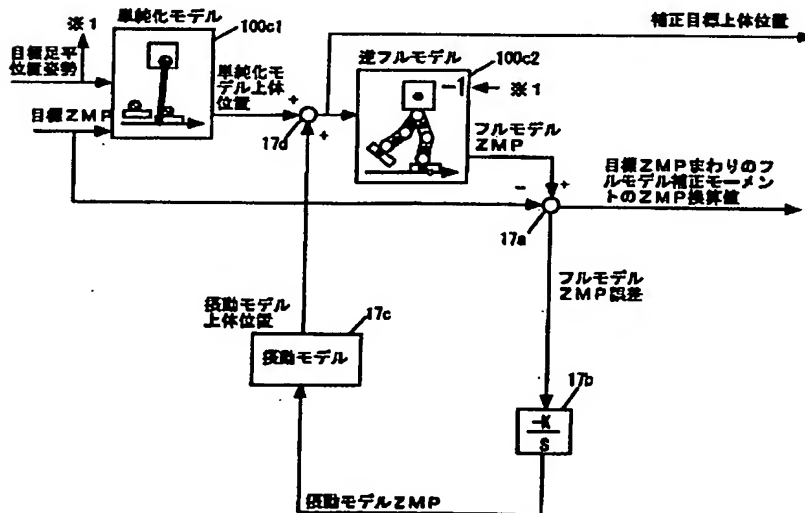 ※1
単純化モデル
100c1
目標足平
位置姿勢
目標ZMP
単純化モ
デル上体
位置
+
+
17d
補正目標上体位置
逆フルモデル
100c2
-1
※1
フルモデル
ZMP
-
+
17a
目標ZMPまわりのフ
ルモデル補正モーメン
トのZMP換算値
フルモデル
ZMP誤差
摂動モデル
上体位置
17c
摂動モデル
17b
-K
S
摂動モデルZMP